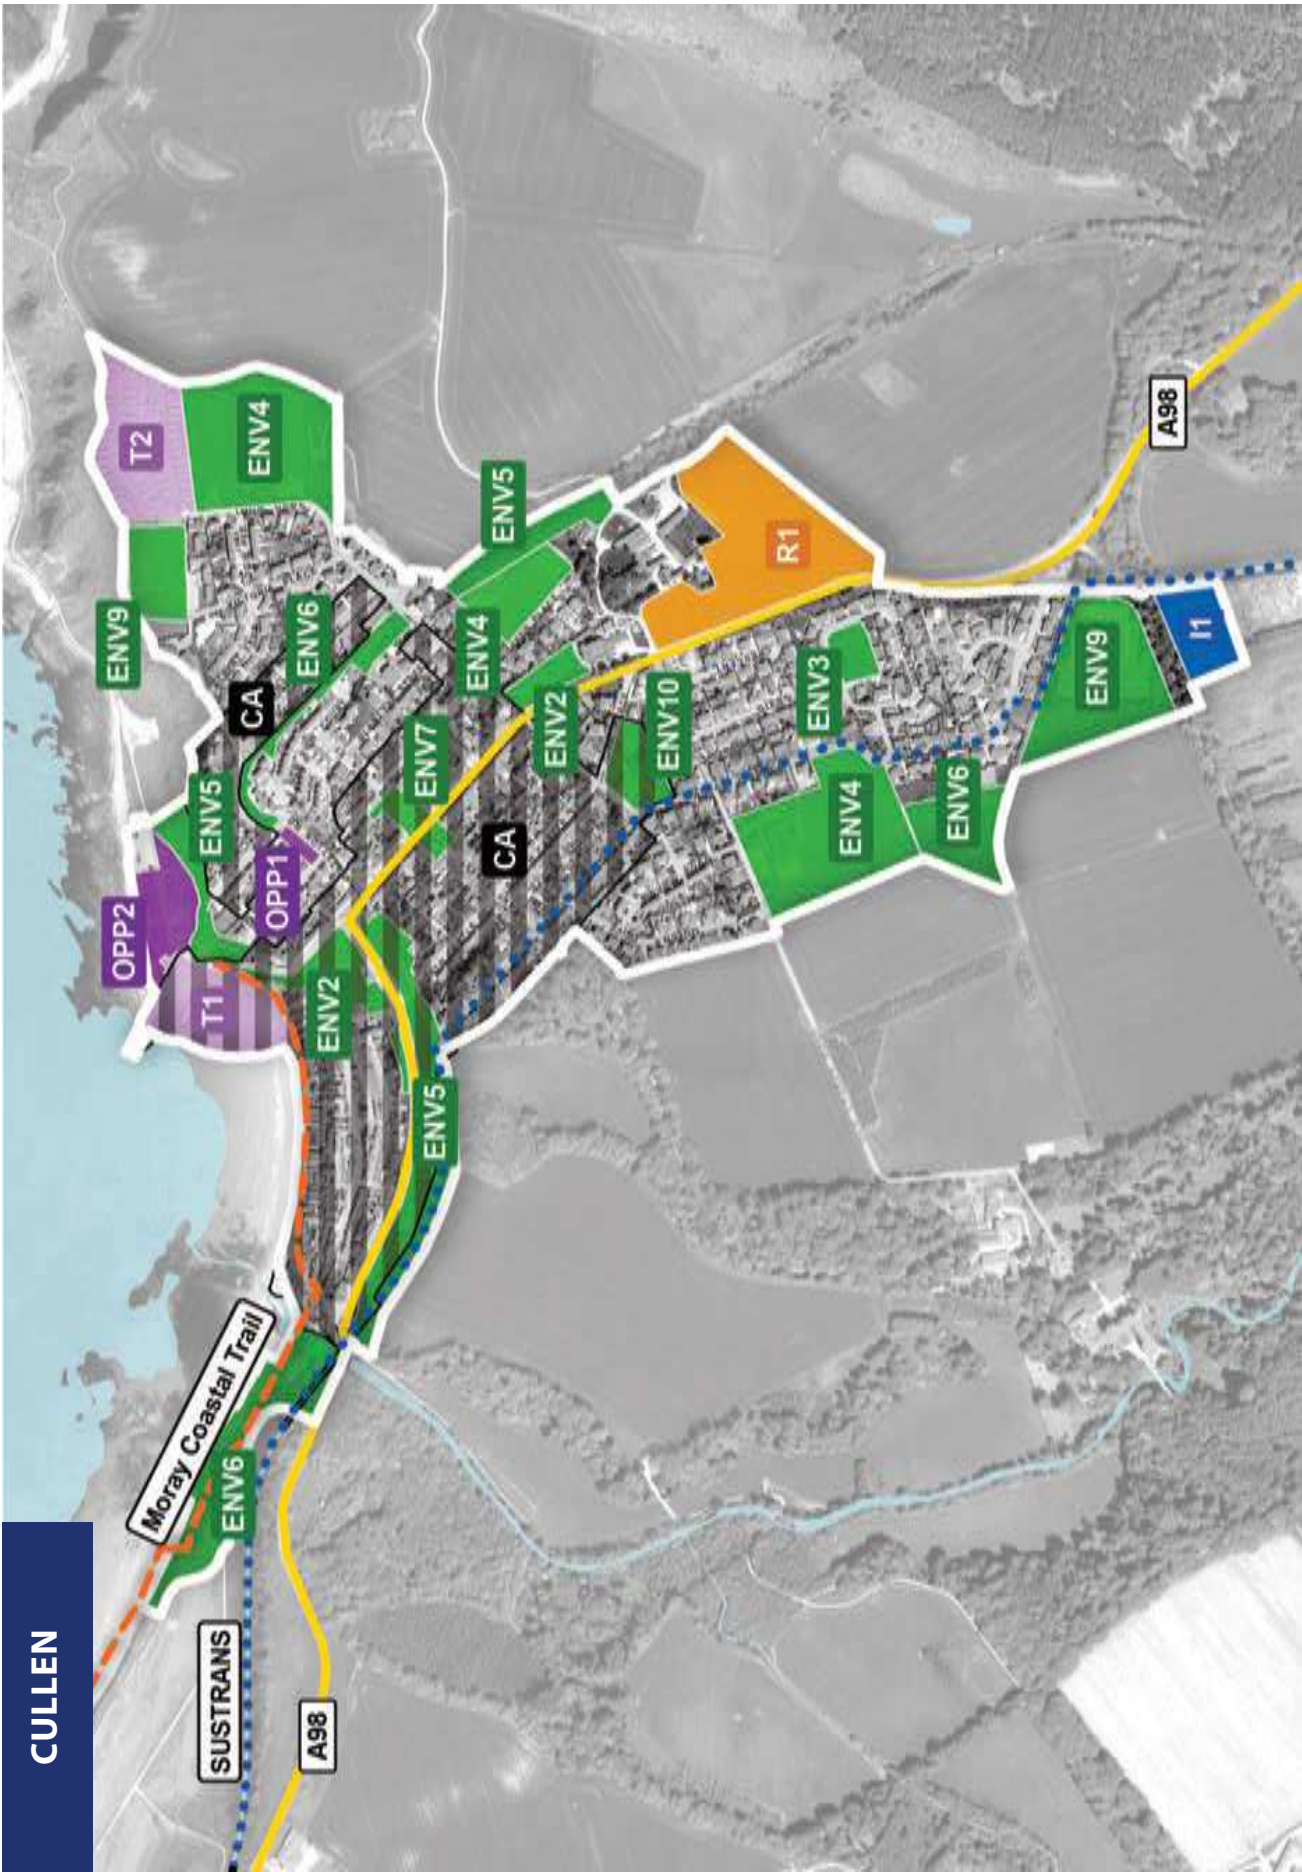 CULLEN
OPP2
ENV9
T2
Moray Coastal Trail
T1
ENV5
SUSTRANS
ENV6
CA
ENV4
OPP1
ENV6
A98
ENV2
ENV7
ENV5
ENV4
CA
ENV5
ENV2
ENV10
R1
ENV3
ENV4
ENV6
ENV9
A98
I1